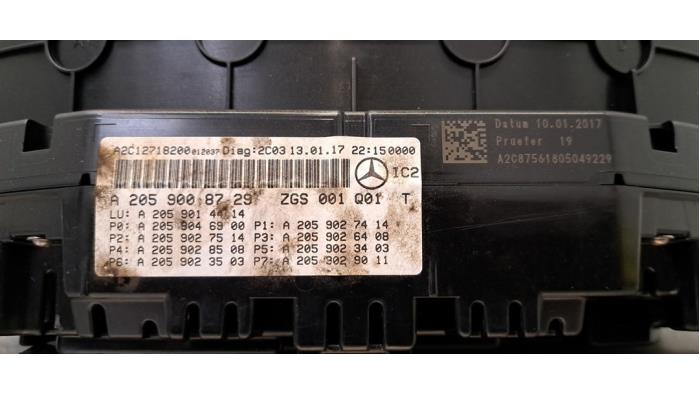 A2C12718200 012037 Diag:2C03 13.01.17 22:15 0000
IC2
A 205 900 87 29 ZGS 001 Q01 T
LU: A 205 901 14
P0: A 205 904 69 00 P1: A 205 902 74 14
P2: A 205 902 75 14 P3: A 205 902 64 08
P4: A 205 902 85 08 P5: A 205 902 34 03
P6: A 205 902 35 03 P7: A 205 902 90 11
Datum 10.01.2017
Pruefer 19
A2C87561805049229